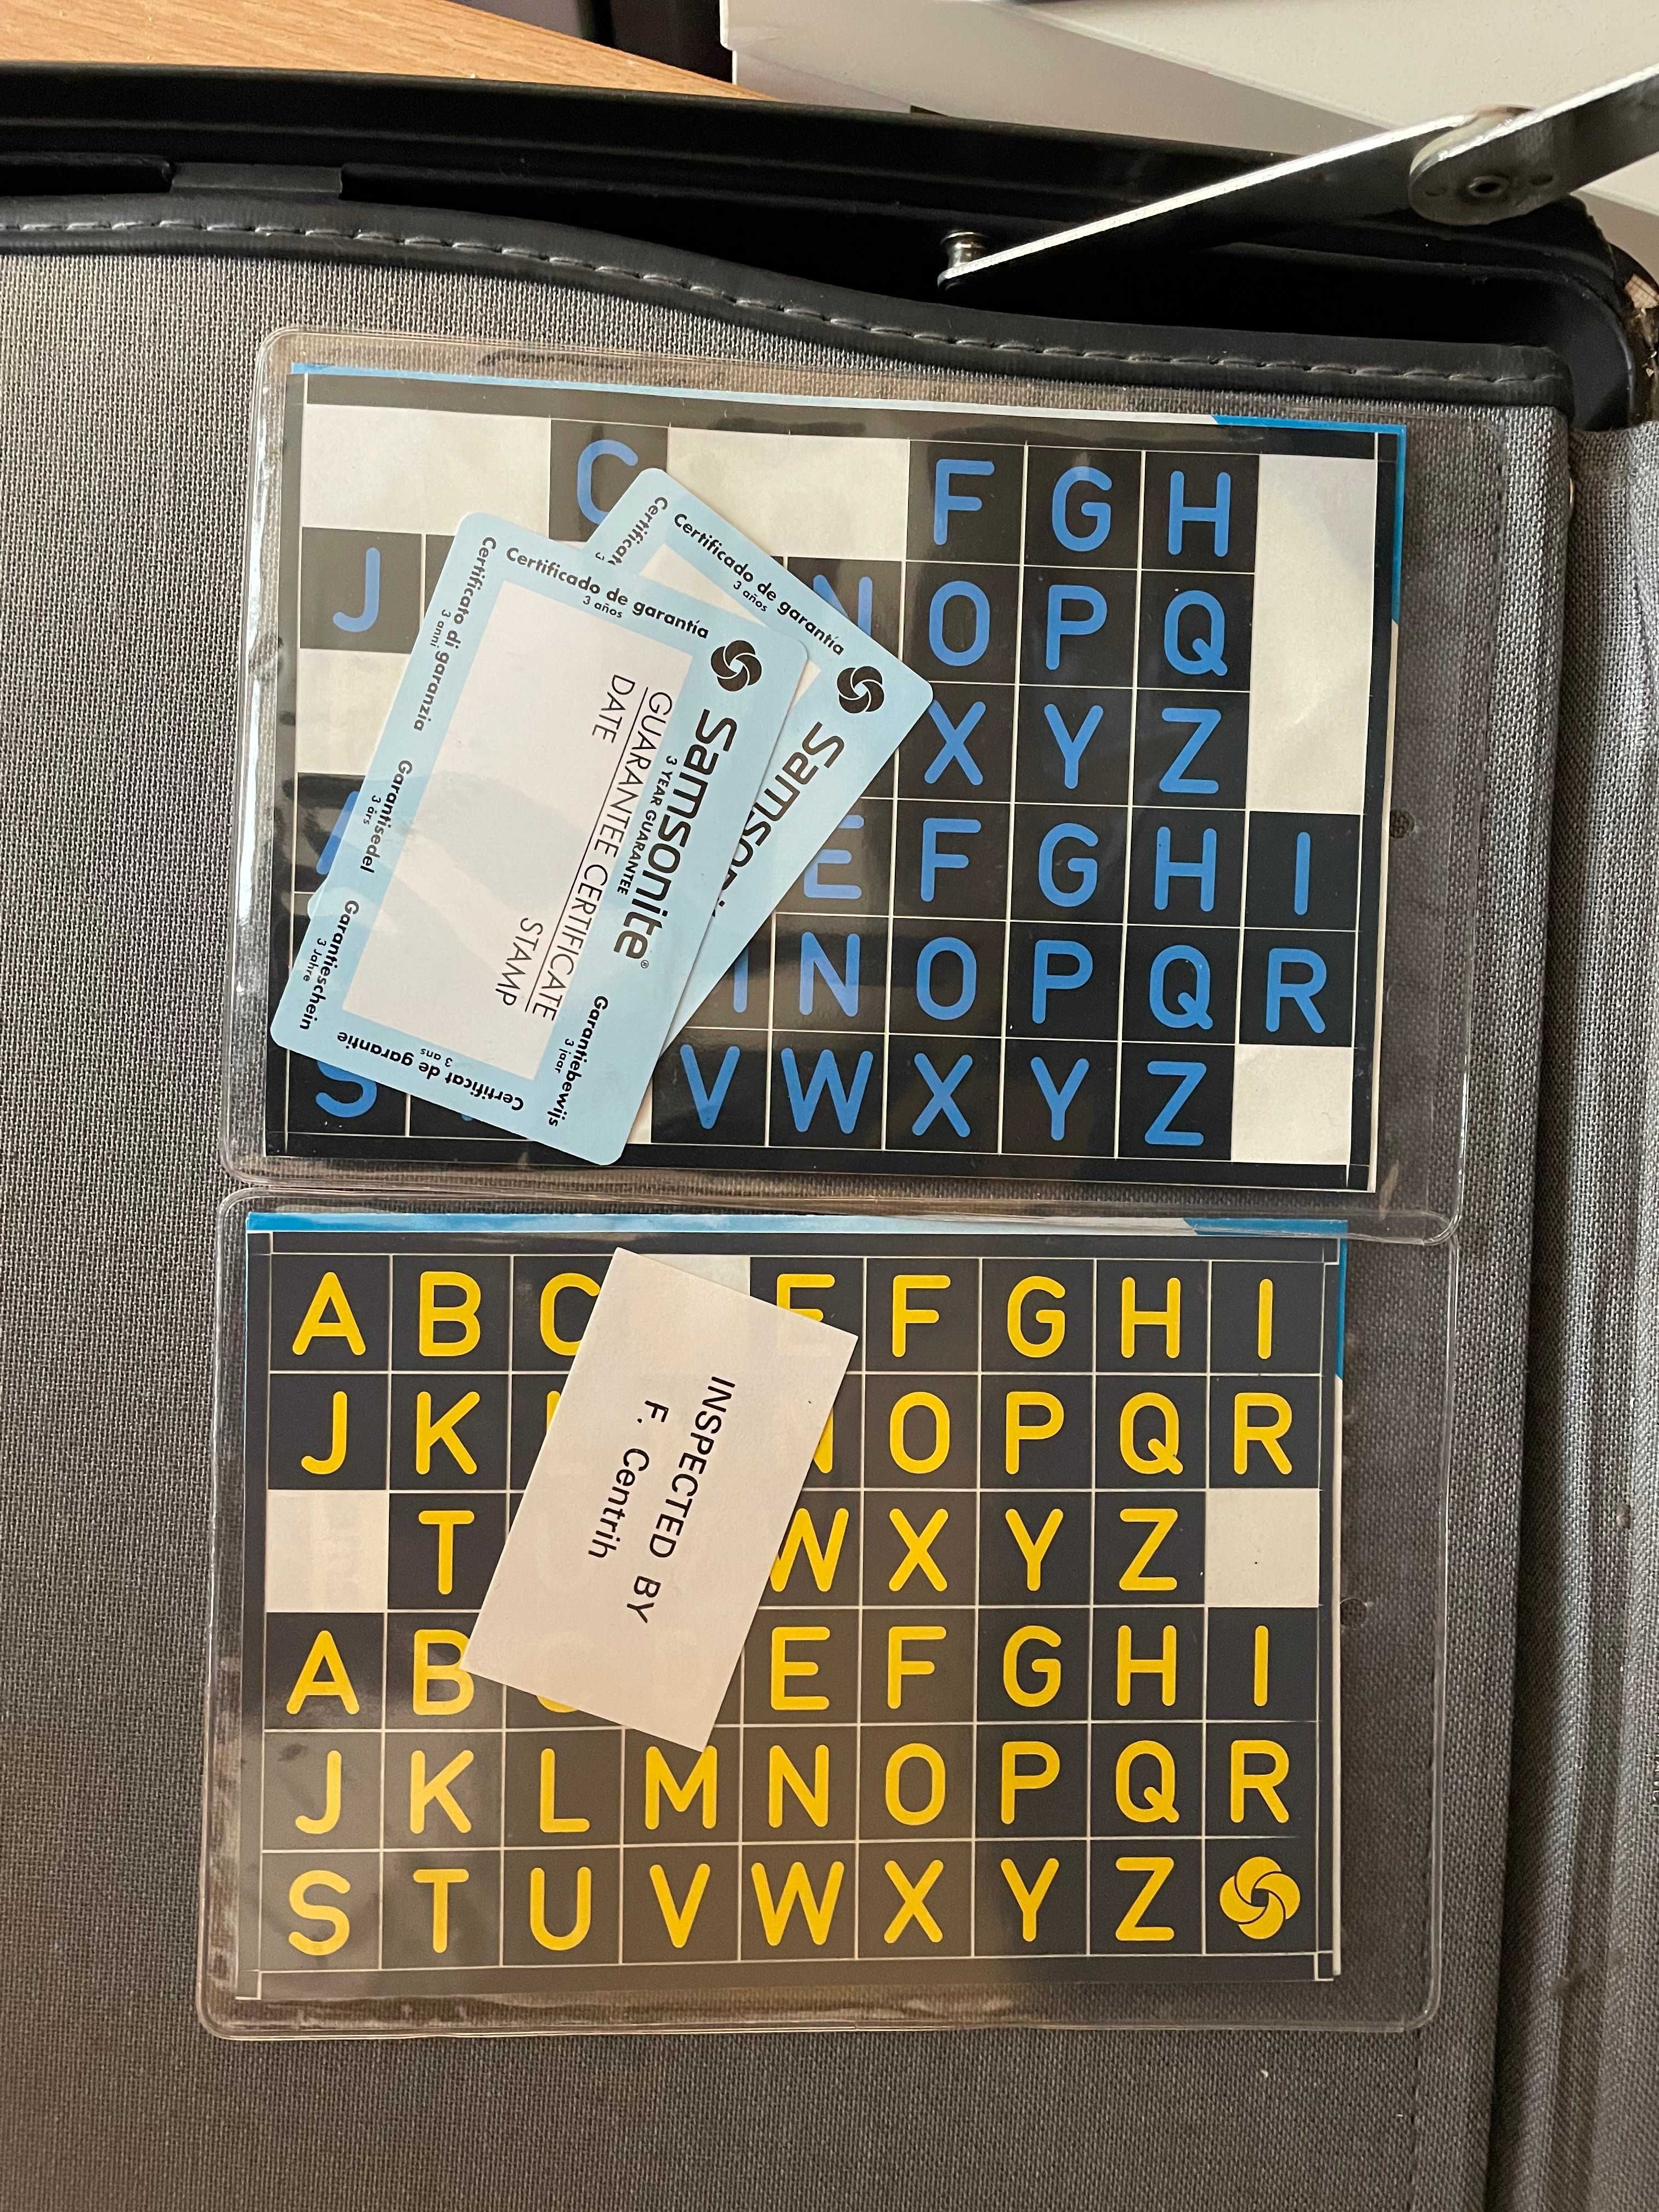 C F G H
J N O P Q
X Y Z
A E F G H I
N O P Q R
S V W X Y Z
Certificado de garantía
3 años
Samsonite
Certificado de garantía
3 años
Samsonite®
3 YEAR GUARANTEE
GUARANTEE CERTIFICATE
DATE STAMP
Certificato di garanzia
3 anni
Garantisedel
3 års
Garantieschein
3 Jahre
Certificat de garantie
3 ans
Garantiebewijs
3 jaar
A B C E F G H I
J K N O P Q R
T W X Y Z
A B C E F G H I
J K L M N O P Q R
S T U V W X Y Z
INSPECTED BY
F. Centrih